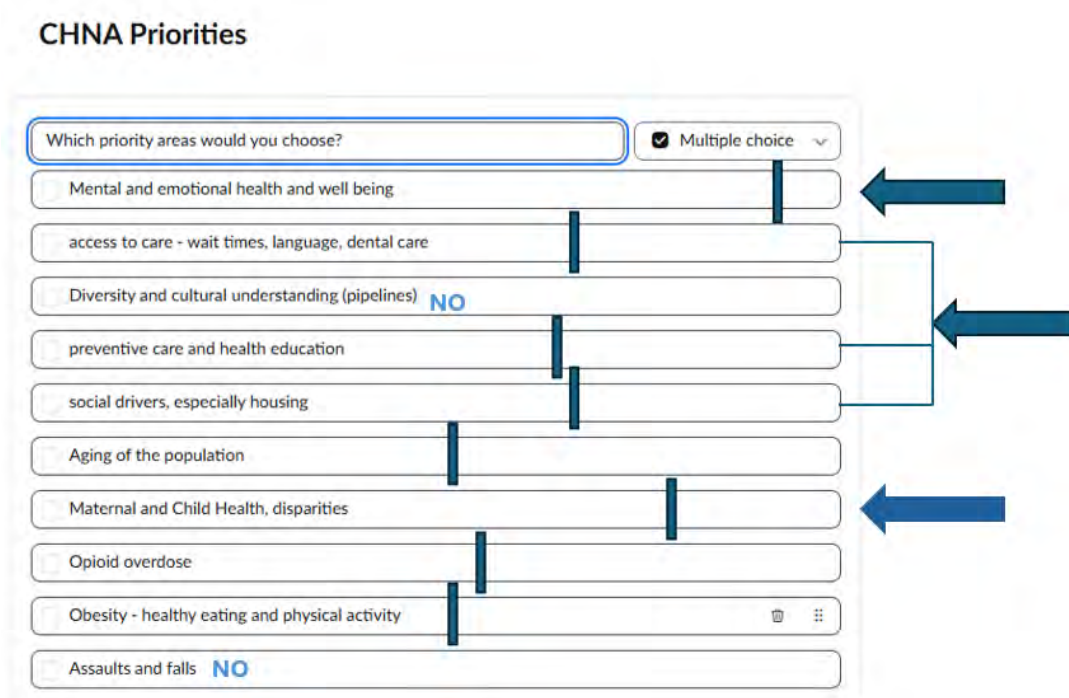 CHNA Priorities
Which priority areas would you choose?
Multiple choice
Mental and emotional health and well being
access to care - wait times, language, dental care
Diversity and cultural understanding (pipelines) NO
preventive care and health education
social drivers, especially housing
Aging of the population
Maternal and Child Health, disparities
Opioid overdose
Obesity - healthy eating and physical activity
Assaults and falls NO